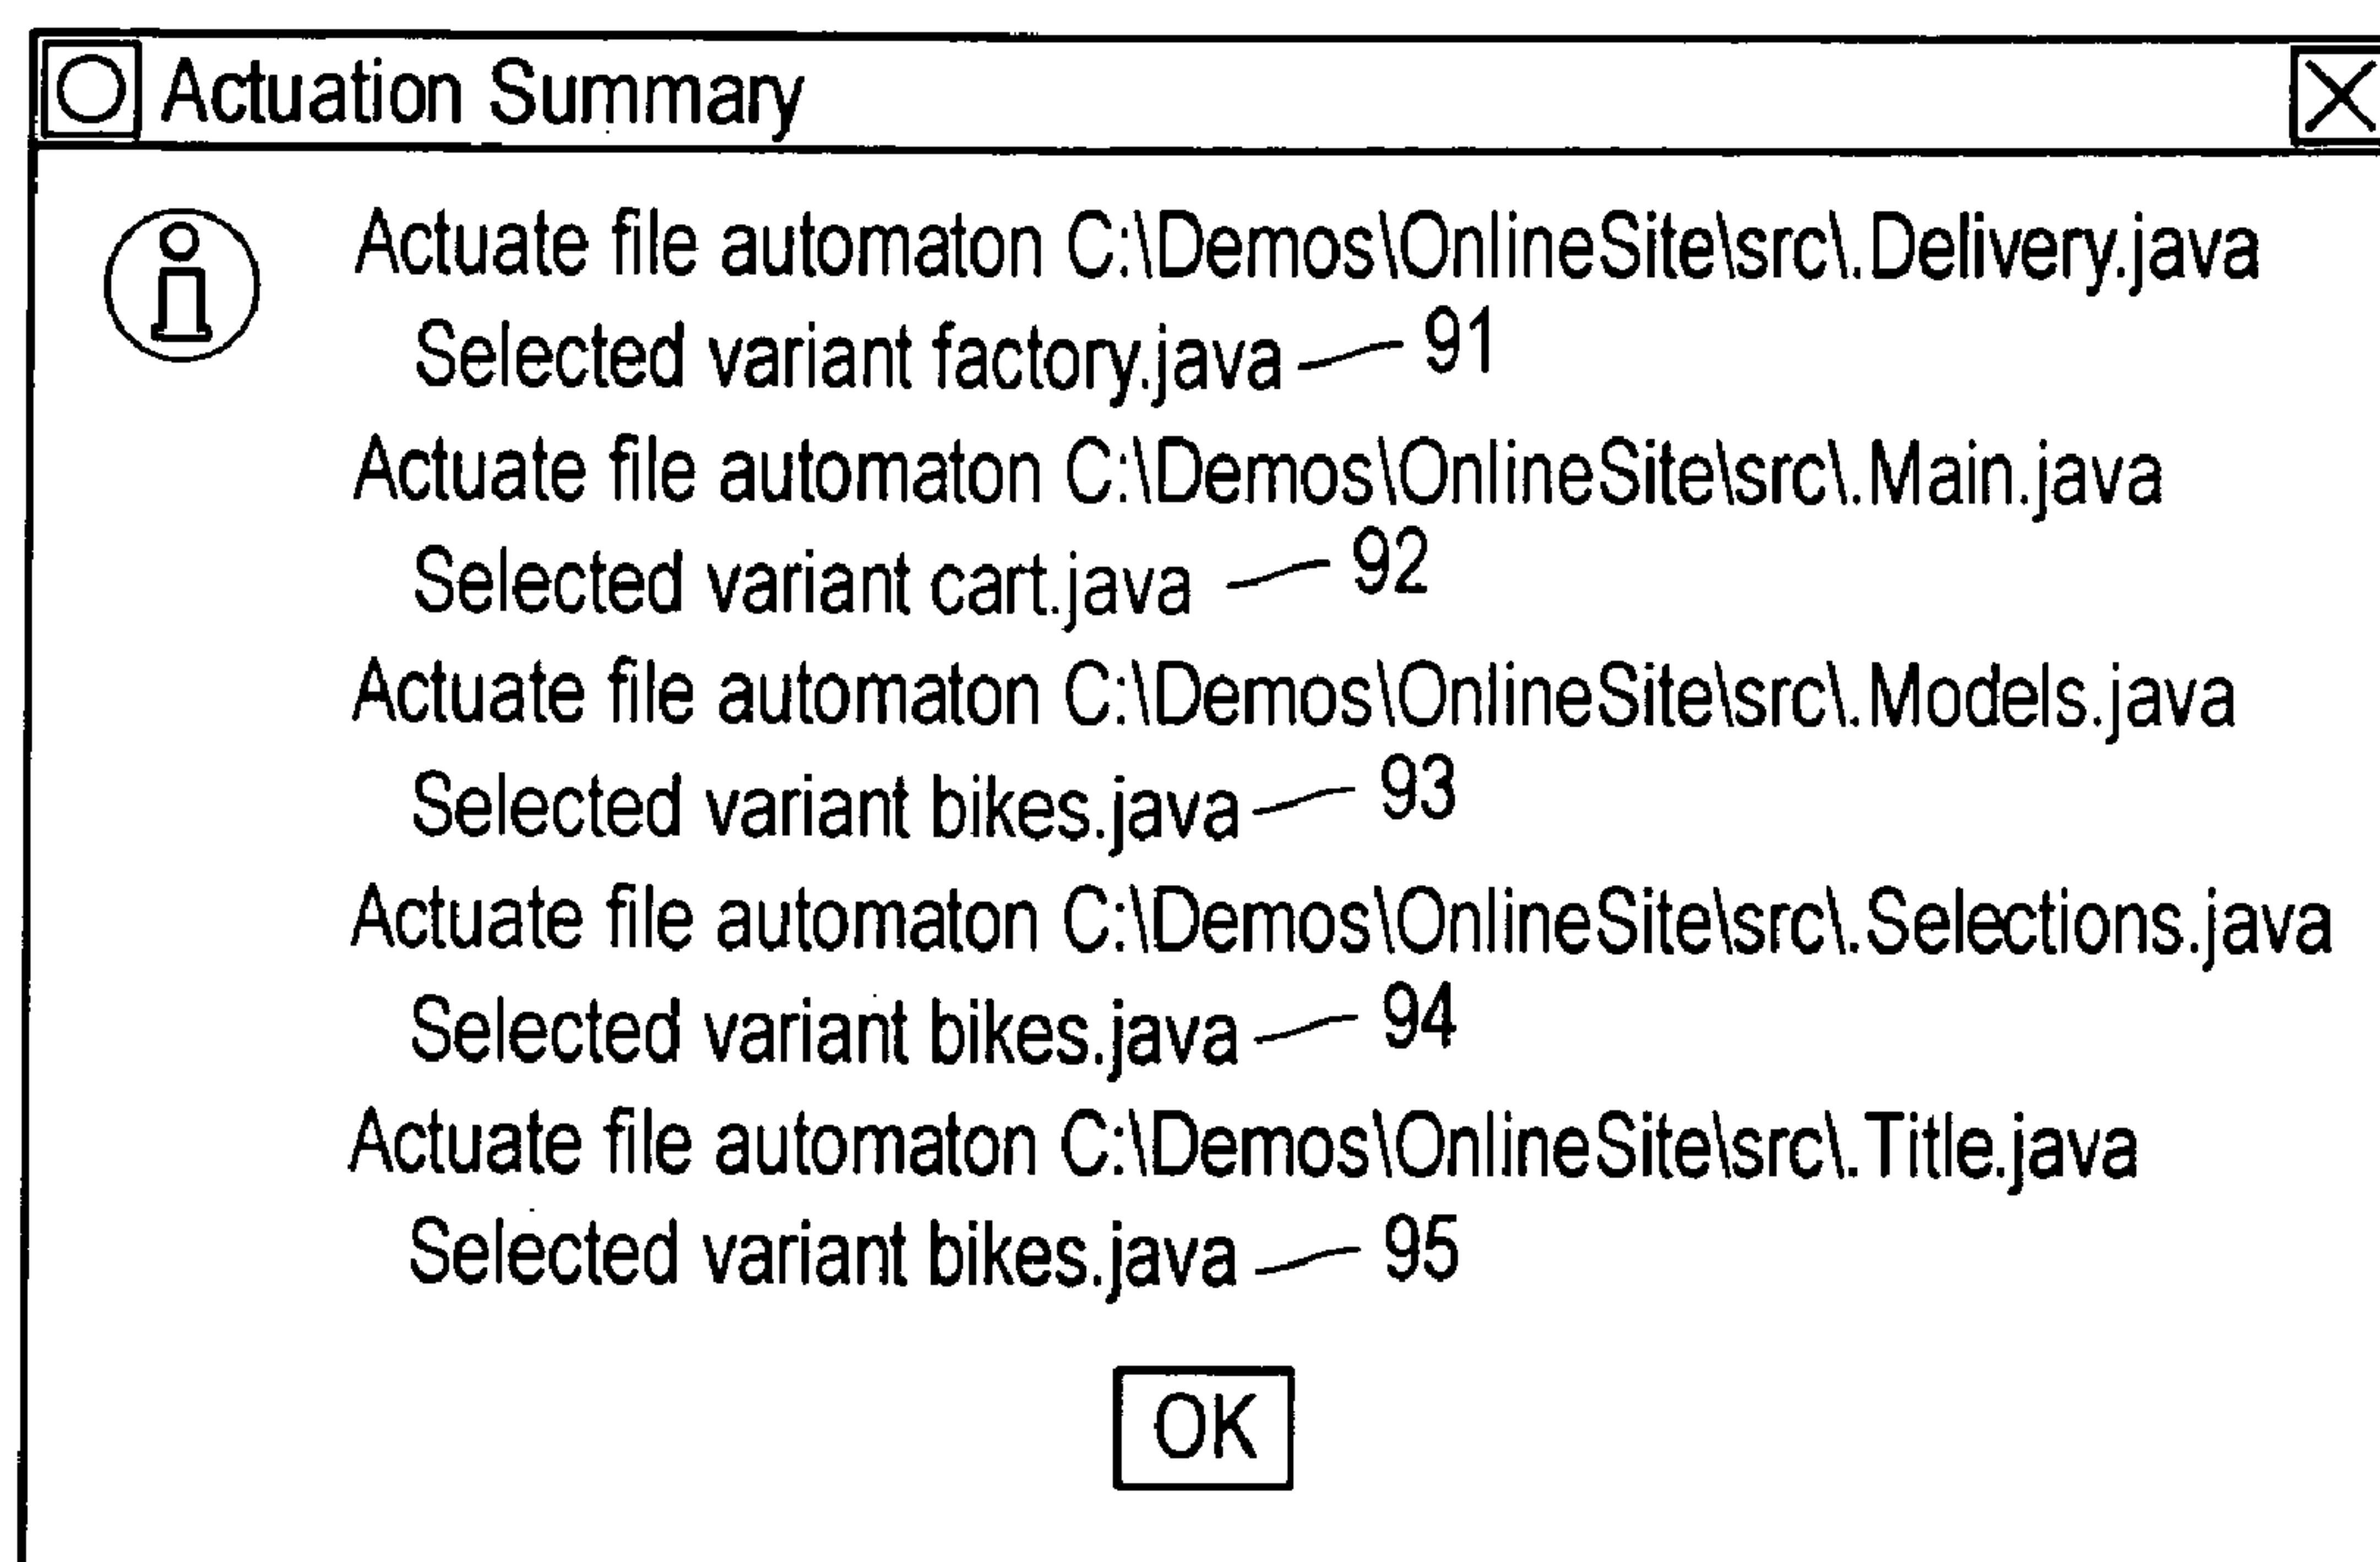 Actuation Summary
Actuate file automaton C:\Demos\OnlineSite\src\.Delivery.java
Selected variant factory.java 91
Actuate file automaton C:\Demos\OnlineSite\src\.Main.java
Selected variant cart.java 92
Actuate file automaton C:\Demos\OnlineSite\src\.Models.java
Selected variant bikes.java 93
Actuate file automaton C:\Demos\OnlineSite\src\.Selections.java
Selected variant bikes.java 94
Actuate file automaton C:\Demos\OnlineSite\src\.Title.java
Selected variant bikes.java 95
OK